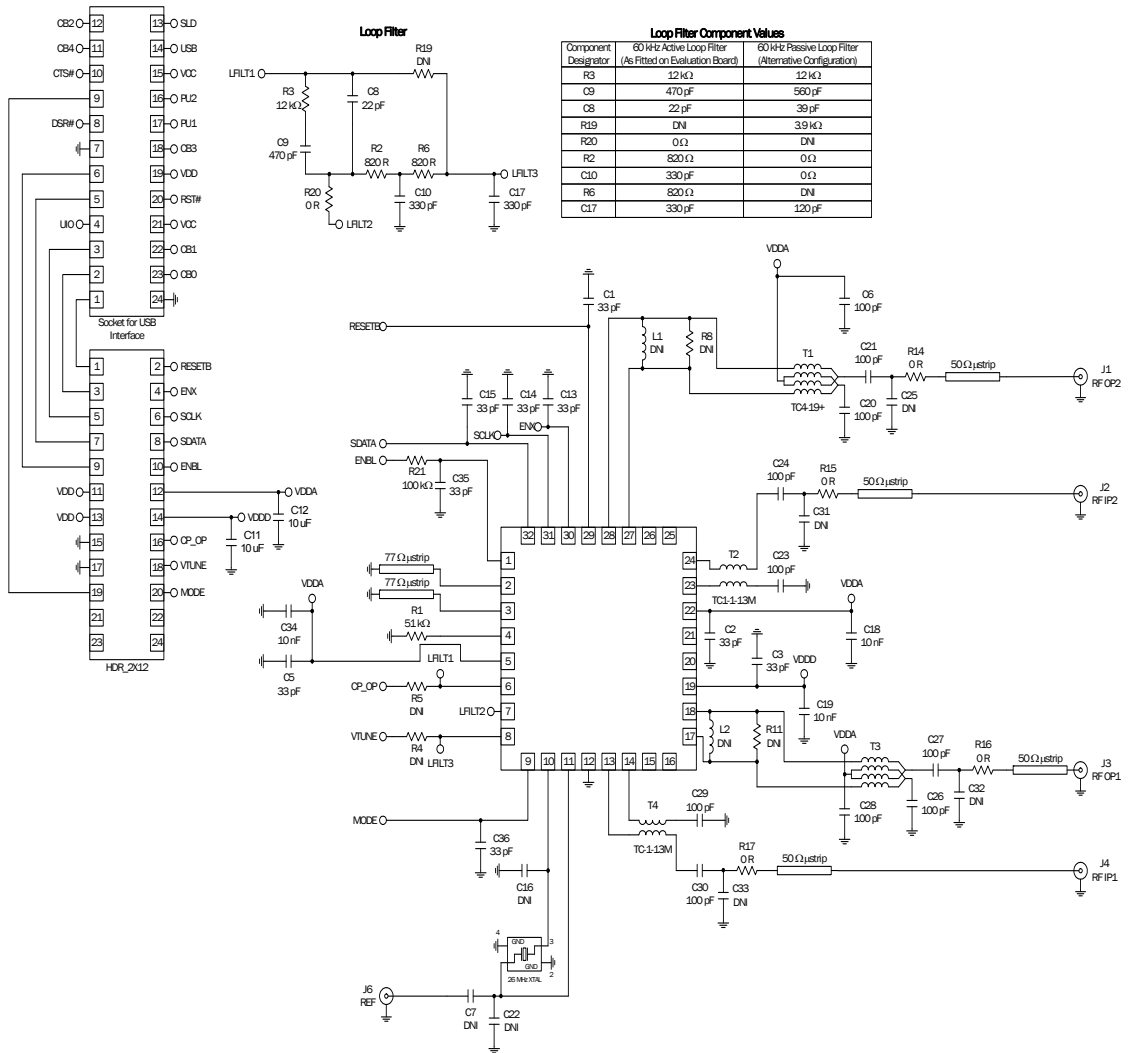 CB2 12 13 SLD
CB4 11 14 USB
CTS# 10 15 VCC
9 16 PU2
DSR# 8 17 PU1
7 18 CB3
6 19 VDD
5 20 RST#
UIO 4 21 VCC
3 22 CB1
2 23 CB0
1 24
Socket for USB
Interface
1 2 RESETB
3 4 ENX
5 6 SCLK
7 8 SDATA
9 10 ENBL
VDD 11 12 VDDA
C12
10 uF
VDD 13 14 VDDD
C11
10 uF
15 16 CP_OP
17 18 VTUNE
19 20 MODE
21 22
23 24
HDR_2X12
Loop Filter
LFILT1
R19
DNI
R3
12 kΩ
C8
22 pF
C9
470 pF
R2
820 R
R6
820 R
LFILT3
R20
0 R
C10
330 pF
C17
330 pF
LFILT2
Loop Filter Component Values
Component
Designator
60 kHz Active Loop Filter
(As Fitted on Evaluation Board)
60 kHz Passive Loop Filter
(Alternative Configuration)
R3 12 kΩ 12 kΩ
C9 470 pF 560 pF
C8 22 pF 39 pF
R19 DNI 3.9 kΩ
R20 0 Ω DNI
R2 820 Ω 0 Ω
C10 330 pF 0 Ω
R6 820 Ω DNI
C17 330 pF 120 pF
VDDA
C6
100 pF
C1
33 pF
RESETB
L1
DNI
R8
DNI
T1
TC4-19+
C21
100 pF
R14
0 R
50 Ω µstrip
J1
RF OP2
C20
100 pF
C25
DNI
C15
33 pF
C14
33 pF
C13
33 pF
ENX
SCLK
SDATA
ENBL
R21
100 kΩ
C35
33 pF
C24
100 pF
R15
0 R
50 Ω µstrip
J2
RF IP2
C31
DNI
32 31 30 29 28 27 26 25
1
2
3
4
5
6
7
8
24
23
22
21
20
19
18
17
9 10 11 12 13 14 15 16
77 Ω µstrip
77 Ω µstrip
R1
51 kΩ
VDDA
C34
10 nF
C5
33 pF
LFILT1
CP_OP
R5
DNI
LFILT2
VTUNE
R4
DNI
LFILT3
T2
TC1-1-13M
C23
100 pF
VDDA
C2
33 pF
C18
10 nF
C3
33 pF
VDDD
C19
10 nF
L2
DNI
R11
DNI
VDDA
T3
C27
100 pF
R16
0 R
50 Ω µstrip
J3
RF OP1
C28
100 pF
C26
100 pF
C32
DNI
MODE
C36
33 pF
T4
TC-1-13M
C29
100 pF
C30
100 pF
R17
0 R
50 Ω µstrip
J4
RF IP1
C33
DNI
C16
DNI
4
GND
3
GND
2
26 MHz XTAL
J6
REF
C7
DNI
C22
DNI